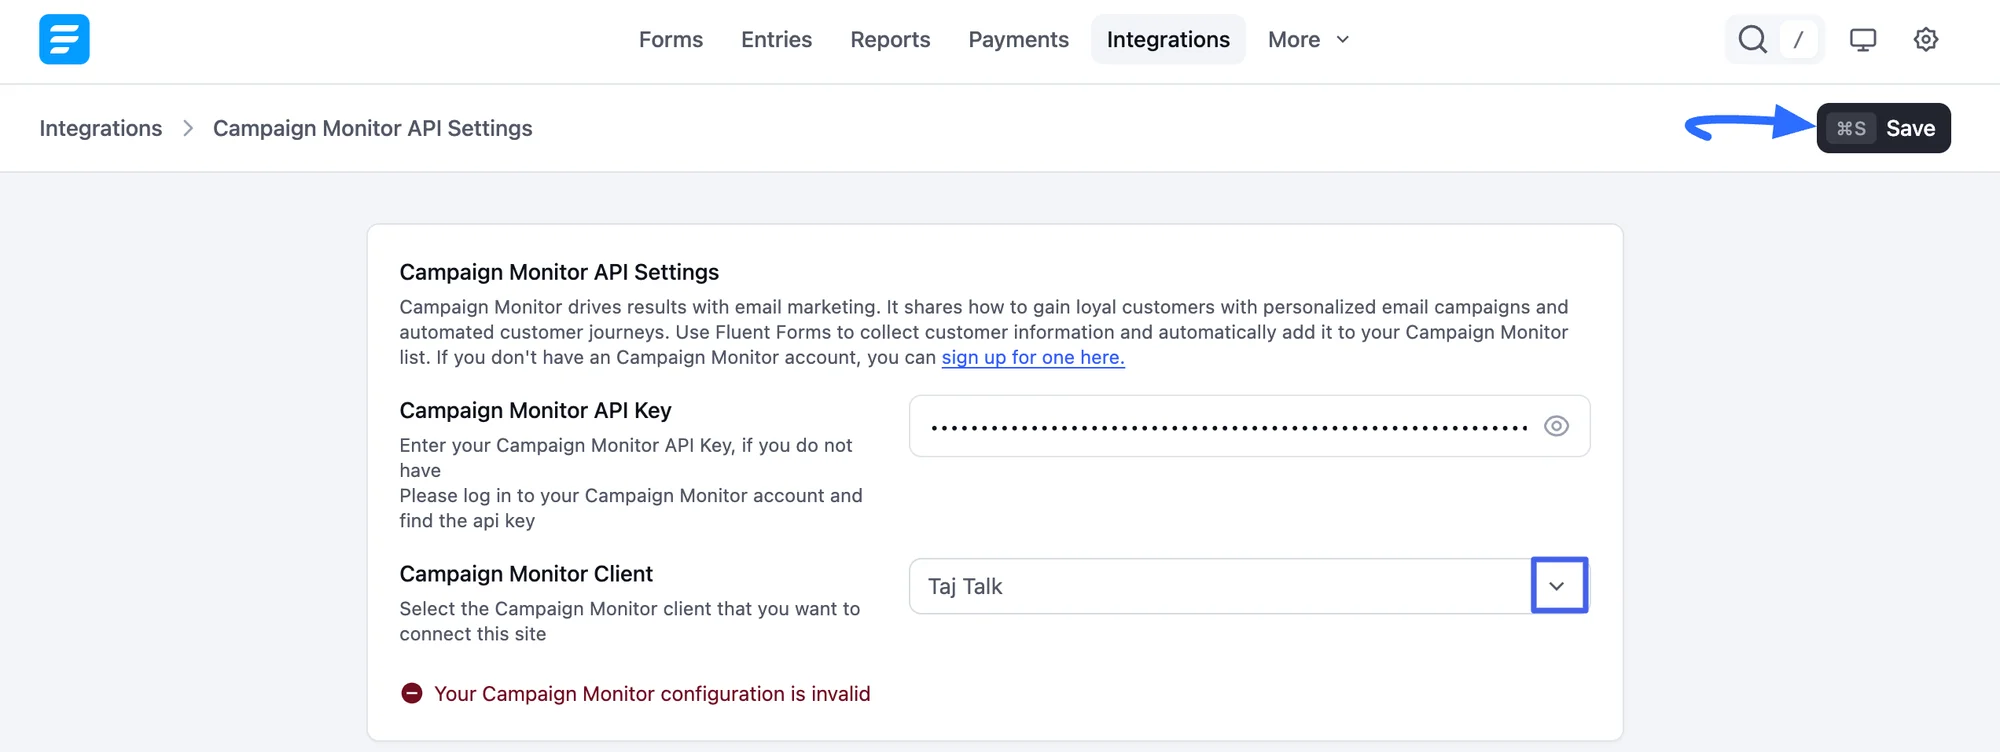 Forms Entries Reports Payments Integrations More /
Integrations Campaign Monitor API Settings ⌘S Save
Campaign Monitor API Settings
Campaign Monitor drives results with email marketing. It shares how to gain loyal customers with personalized email campaigns and
automated customer journeys. Use Fluent Forms to collect customer information and automatically add it to your Campaign Monitor
list. If you don't have an Campaign Monitor account, you can sign up for one here.
Campaign Monitor API Key
Enter your Campaign Monitor API Key, if you do not
have
Please log in to your Campaign Monitor account and
find the api key
Campaign Monitor Client
Taj Talk
Select the Campaign Monitor client that you want to
connect this site
Your Campaign Monitor configuration is invalid